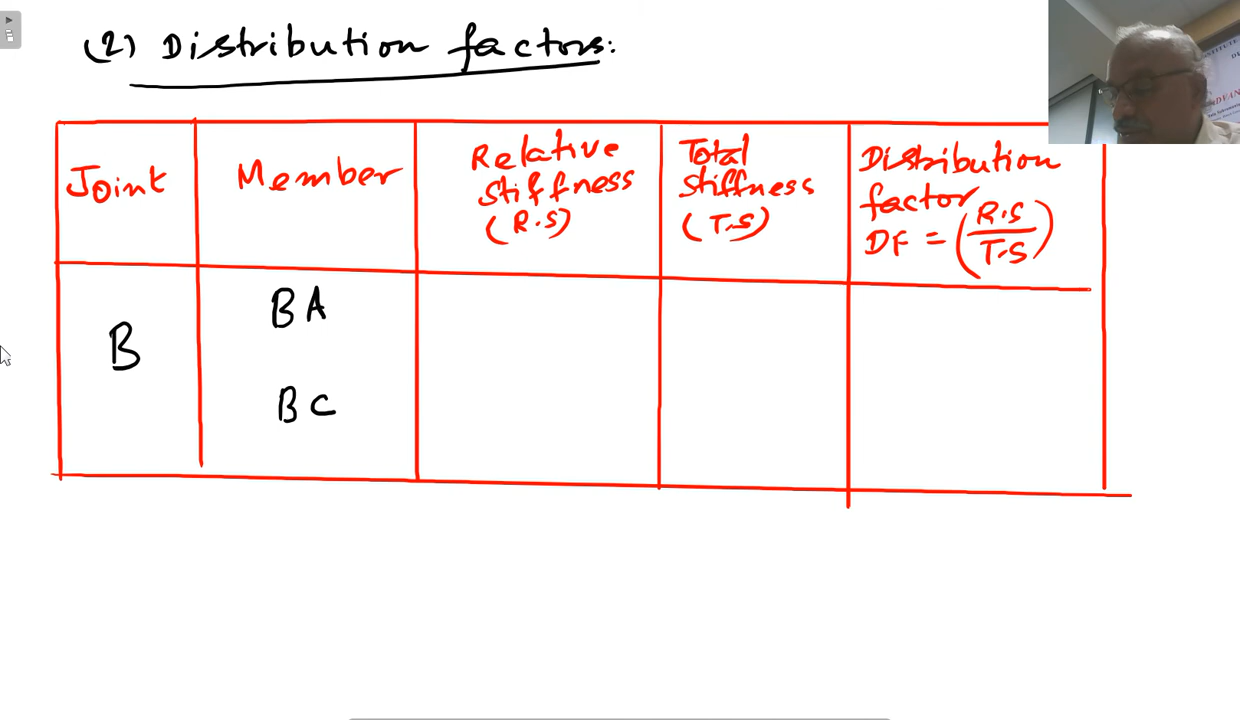 (2) Distribution factors:
Joint
Member
Relative
stiffness
(R.S)
Total
stiffness
(T.S)
Distribution
factor
DF = (R.S/T.S)
B
BA
BC